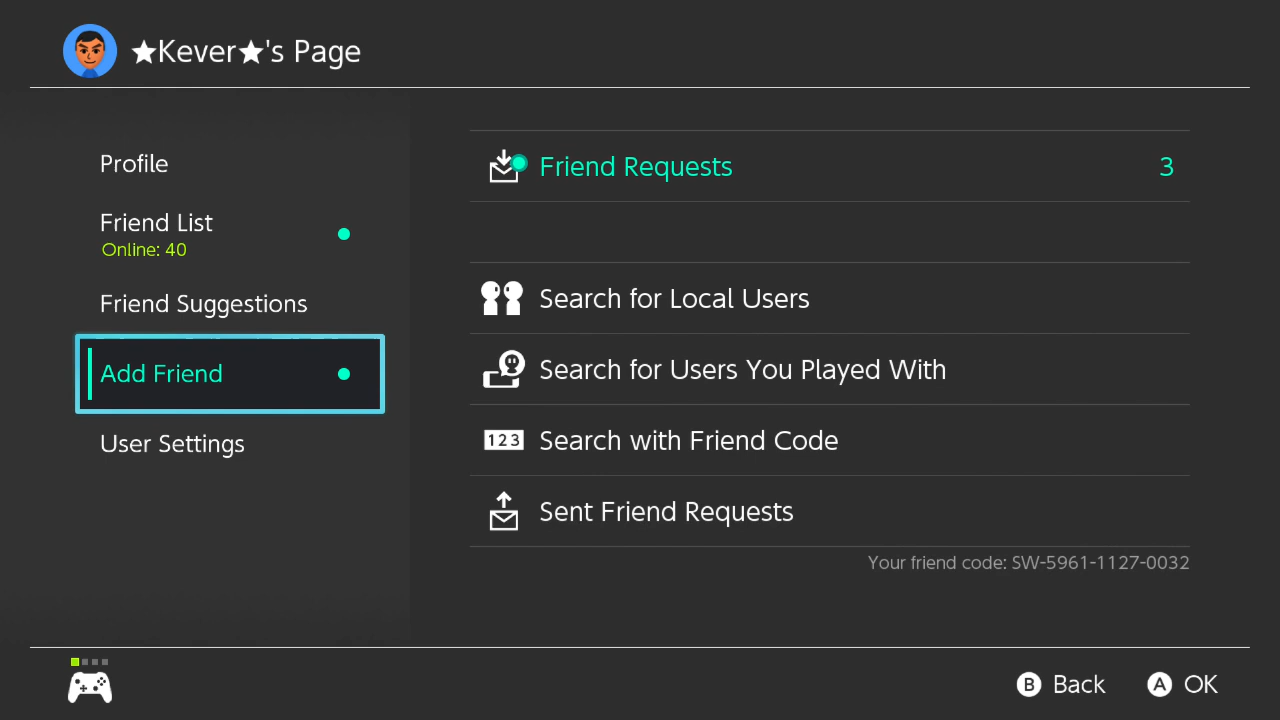 ★Kever★'s Page
Profile
Friend List
Online: 40
Friend Suggestions
Add Friend
User Settings
Friend Requests 3
Search for Local Users
Search for Users You Played With
123 Search with Friend Code
Sent Friend Requests
Your friend code: SW-5961-1127-0032
B Back A OK